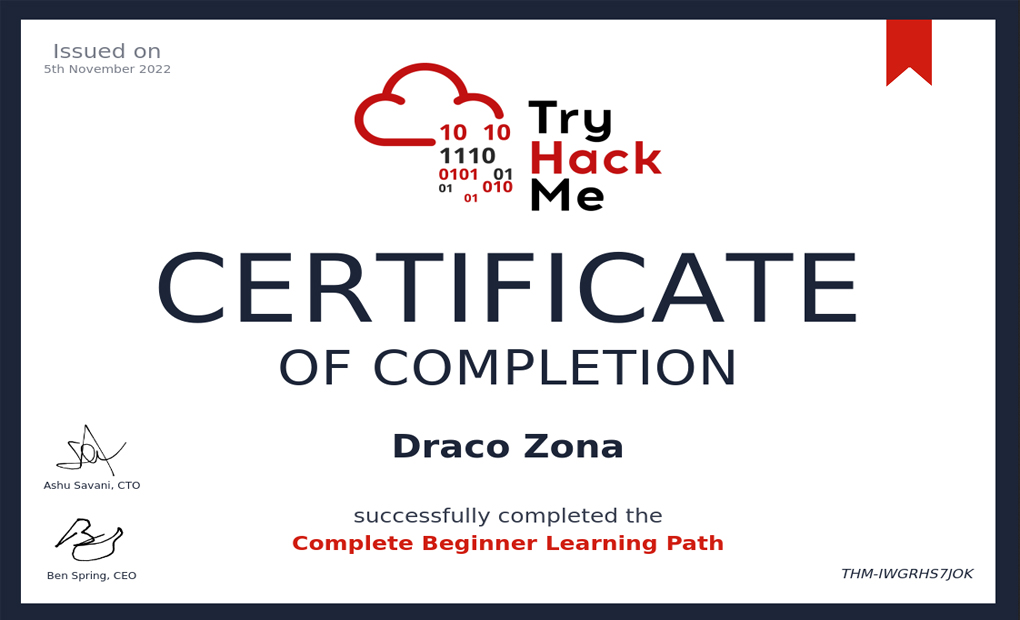 Issued on
5th November 2022
10 10
1110
0101 01
01 010
01
Try
Hack
Me
CERTIFICATE
OF COMPLETION
Draco Zona
Ashu Savani, CTO
successfully completed the
Complete Beginner Learning Path
Ben Spring, CEO
THM-IWGRHS7JOK